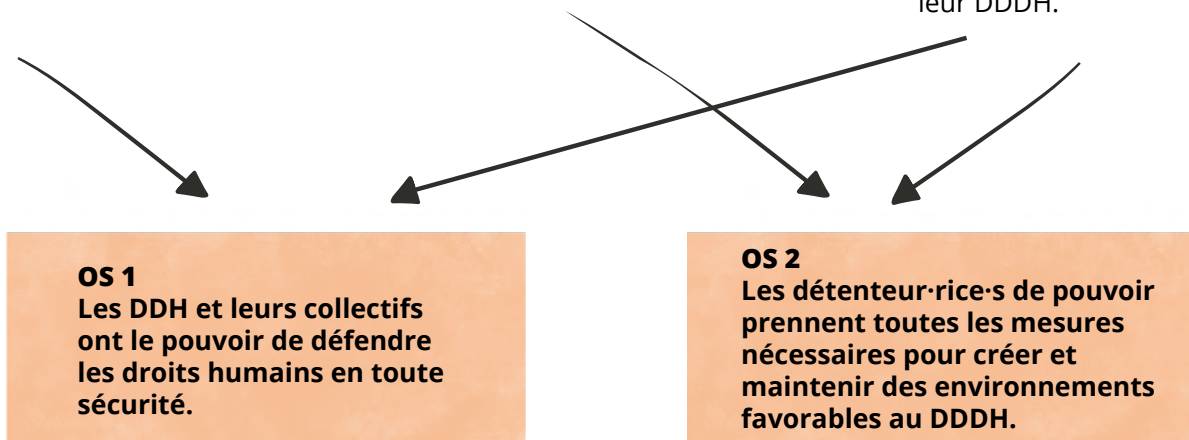 leur DDDH.
OS 1
Les DDH et leurs collectifs
ont le pouvoir de défendre
les droits humains en toute
sécurité.
OS 2
Les détenteur·rice·s de pouvoir
prennent toutes les mesures
nécessaires pour créer et
maintenir des environnements
favorables au DDDH.